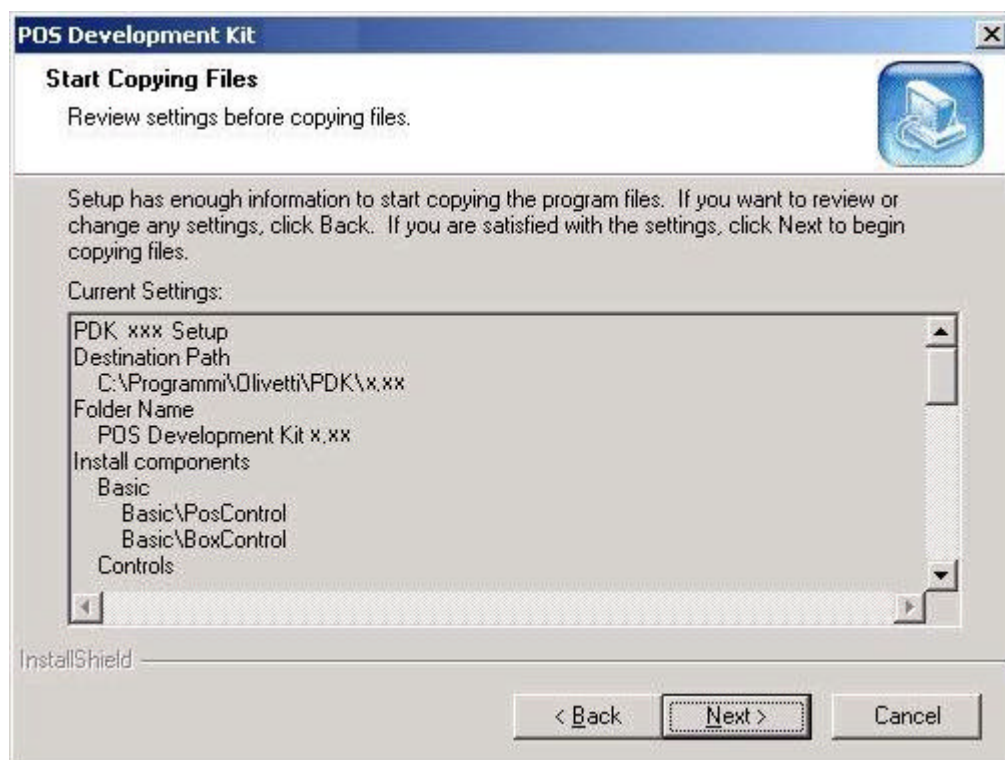 POS Development Kit
Start Copying Files
Review settings before copying files.
Setup has enough information to start copying the program files. If you want to review or
change any settings, click Back. If you are satisfied with the settings, click Next to begin
copying files.
Current Settings:
PDK xxx Setup
Destination Path
C:\Programmi\Olivetti\PDK\x.xx
Folder Name
POS Development Kit x.xx
Install components
Basic
Basic\PosControl
Basic\BoxControl
Controls
InstallShield
< Back Next > Cancel